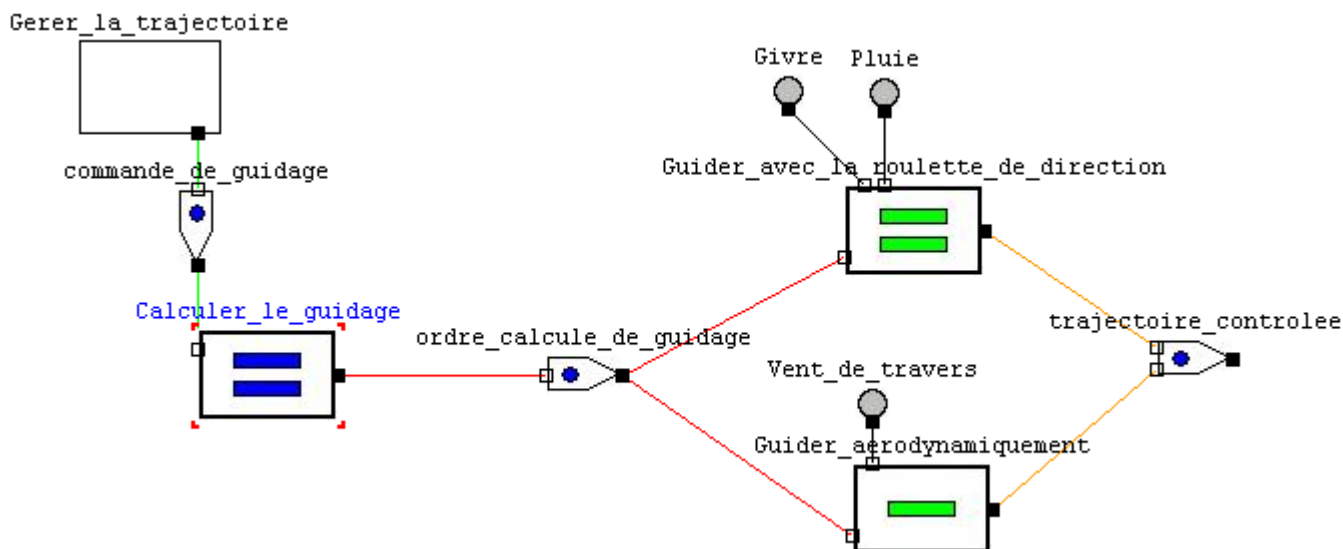 Gerer_la_trajectoire
Givre
Pluie
commande_de_guidage
Guider_avec_la_roulette_de_direction
Calculer_le_guidage
ordre_calcule_de_guidage
trajectoire_controlee
Vent_de_travers
Guider_aerodynamiquement